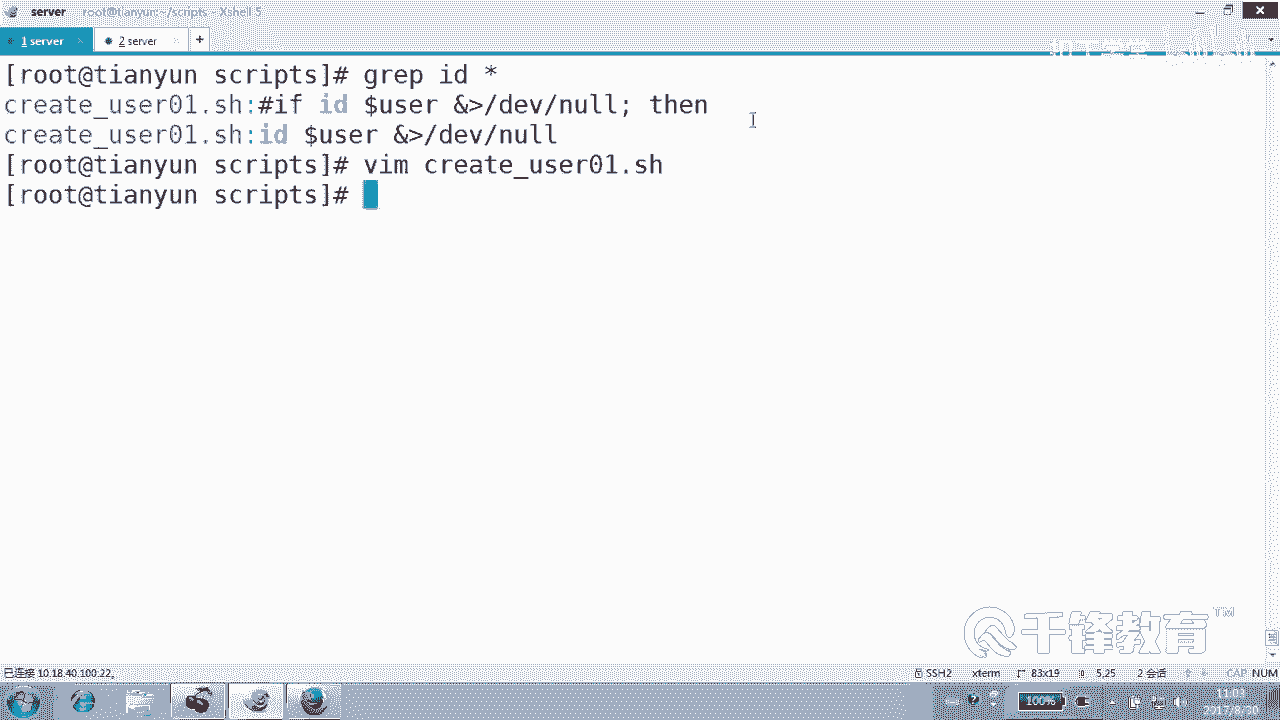 server root@tianyun:~/scripts - Xshell 5
1 server × 2 server × +
[root@tianyun scripts]# grep id *
create_user01.sh:#if id $user &>/dev/null; then
create_user01.sh:id $user &>/dev/null
[root@tianyun scripts]# vim create_user01.sh
[root@tianyun scripts]#
千锋教育™
已连接 10.18.40.100:22。 SSH2 xterm 83x19 5,25 2 会话 CAP NUM
100% 11:03
2017/8/30